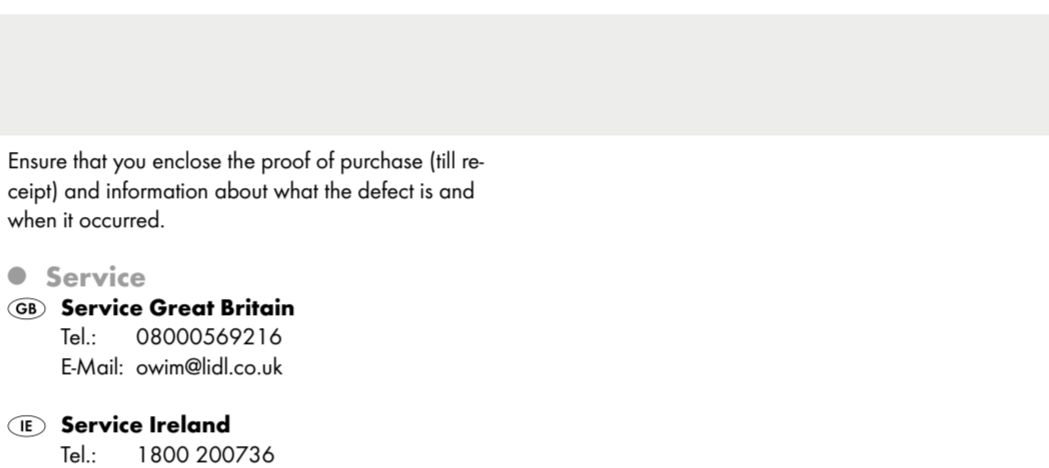 Ensure that you enclose the proof of purchase (till re-
ceipt) and information about what the defect is and
when it occurred.
● Service
GB Service Great Britain
Tel.: 08000569216
E-Mail: owim@lidl.co.uk
IE Service Ireland
Tel.: 1800 200736